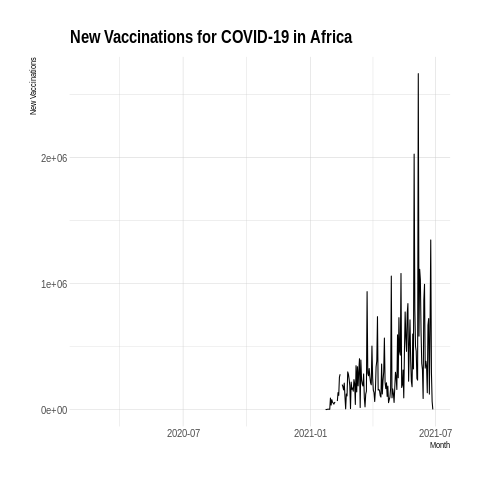 New Vaccinations for COVID-19 in Africa
New Vaccinations
2e+06
1e+06
0e+00
2020-07
2021-01
2021-07
Month